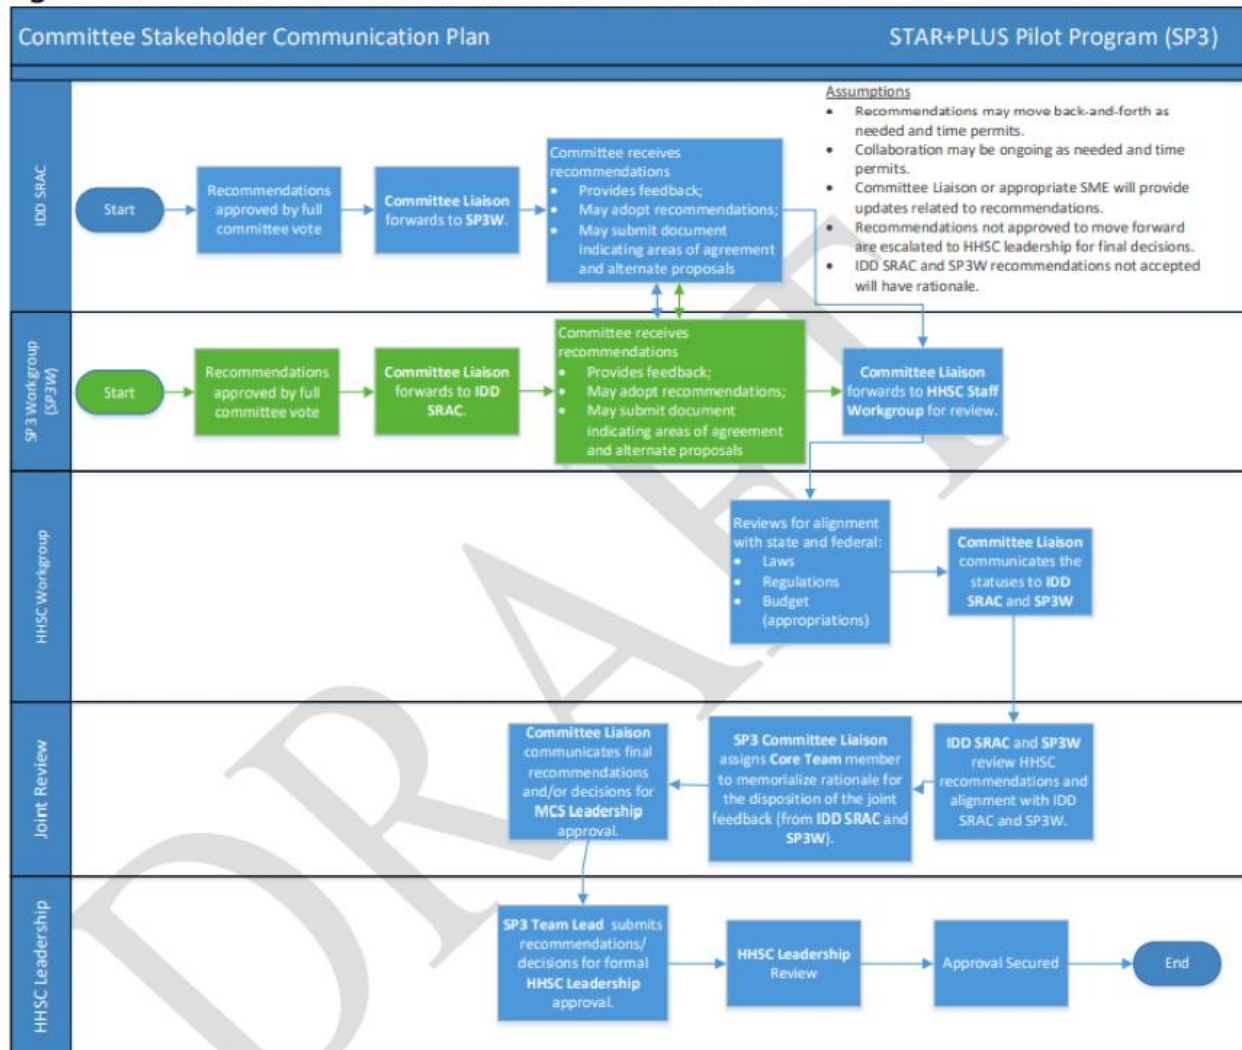 Committee Stakeholder Communication Plan
STAR+PLUS Pilot Program (SP3)
IDD SRAC
Start
Recommendations
approved by full
committee vote
Committee Liaison
forwards to SP3W.
Committee receives
recommendations
• Provides feedback;
• May adopt recommendations;
• May submit document
indicating areas of agreement
and alternate proposals
Assumptions
• Recommendations may move back-and-forth as
needed and time permits.
• Collaboration may be ongoing as needed and time
permits.
• Committee Liaison or appropriate SME will provide
updates related to recommendations.
• Recommendations not approved to move forward
are escalated to HHSC leadership for final decisions.
• IDD SRAC and SP3W recommendations not accepted
will have rationale.
SP3 Workgroup
(SP3W)
Start
Recommendations
approved by full
committee vote
Committee Liaison
forwards to IDD
SRAC.
Committee receives
recommendations
• Provides feedback;
• May adopt recommendations;
• May submit document
indicating areas of agreement
and alternate proposals
Committee Liaison
forwards to HHSC Staff
Workgroup for review.
HHSC Workgroup
Reviews for alignment
with state and federal:
• Laws
• Regulations
• Budget
(appropriations)
Committee Liaison
communicates the
statuses to IDD
SRAC and SP3W
Joint Review
Committee Liaison
communicates final
recommendations
and/or decisions for
MCS Leadership
approval.
SP3 Committee Liaison
assigns Core Team member
to memorialize rationale for
the disposition of the joint
feedback (from IDD SRAC and
SP3W).
IDD SRAC and SP3W
review HHSC
recommendations and
alignment with IDD
SRAC and SP3W.
HHSC Leadership
SP3 Team Lead submits
recommendations/
decisions for formal
HHSC Leadership
approval.
HHSC Leadership
Review
Approval Secured
End
DRAFT